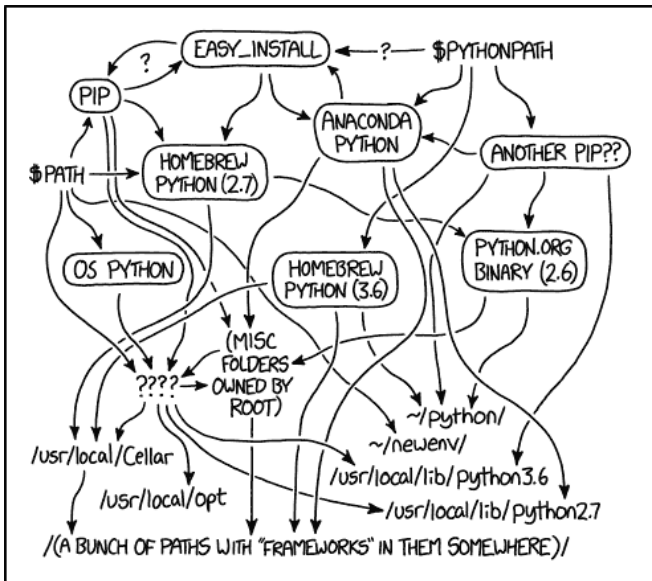 EASY_INSTALL
?
$PYTHONPATH
?
PIP
ANACONDA
PYTHON
ANOTHER PIP??
HOMEBREW
PYTHON (2.7)
$PATH
OS PYTHON
HOMEBREW
PYTHON (3.6)
PYTHON.ORG
BINARY (2.6)
(MISC
FOLDERS
OWNED BY
ROOT)
????
~/python/
~/newenv/
/usr/local/Cellar
/usr/local/lib/python3.6
/usr/local/opt
/usr/local/lib/python2.7
/(A BUNCH OF PATHS WITH "FRAMEWORKS" IN THEM SOMEWHERE)/